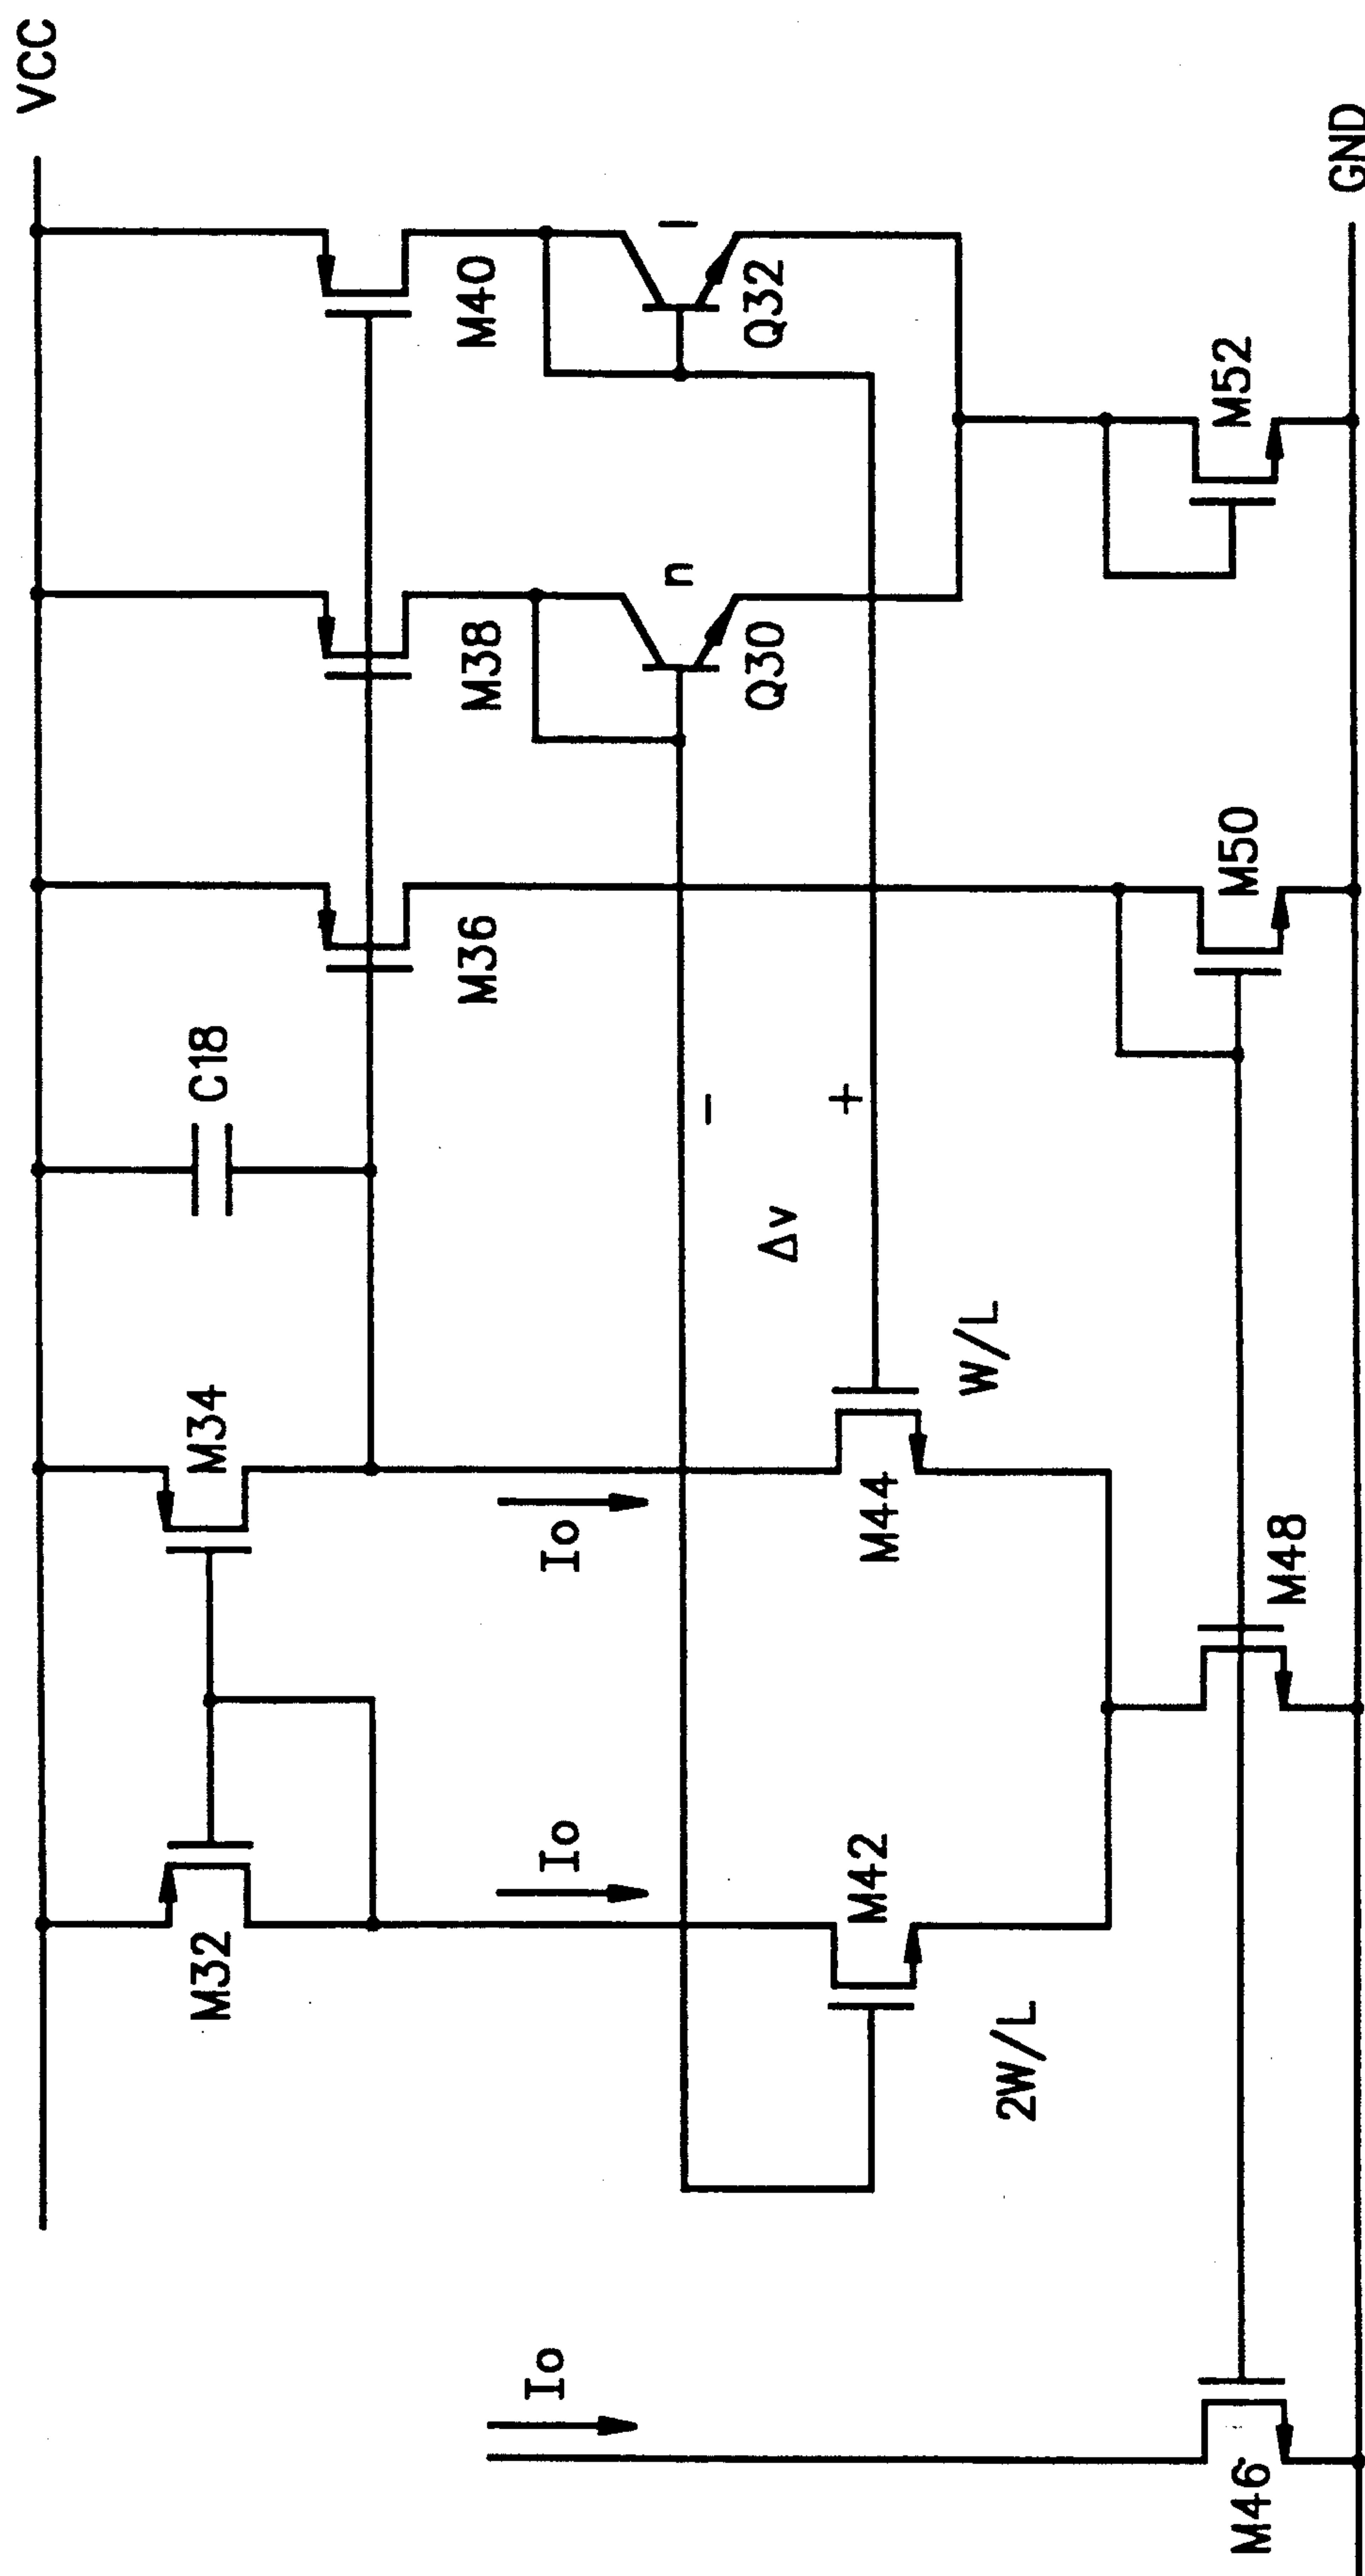 VCC
M32
M34
C18
M36
M38
M40
Io
Io
Io
n
1
Q30
Q32
-
Δv
+
M42
2W/L
M44
W/L
M46
M48
M50
M52
GND